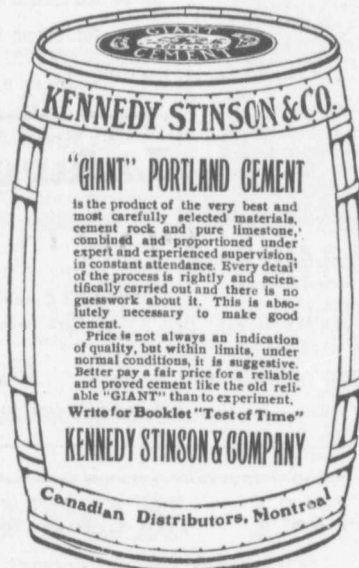 GIANT
CEMENT
KENNEDY STINSON & CO.
"GIANT" PORTLAND CEMENT
is the product of the very best and
most carefully selected materials,
cement rock and pure limestone,
combined and proportioned under
expert and experienced supervision,
in constant attendance. Every detail
of the process is rightly and scien-
tifically carried out and there is no
guesswork about it. This is abso-
lutely necessary to make good
cement.
Price is not always an indication
of quality, but within limits, under
normal conditions, it is suggestive.
Better pay a fair price for a reliable
and proved cement like the old reli-
able "GIANT" than to experiment.
Write for Booklet "Test of Time"
KENNEDY STINSON & COMPANY
Canadian Distributors, Montreal